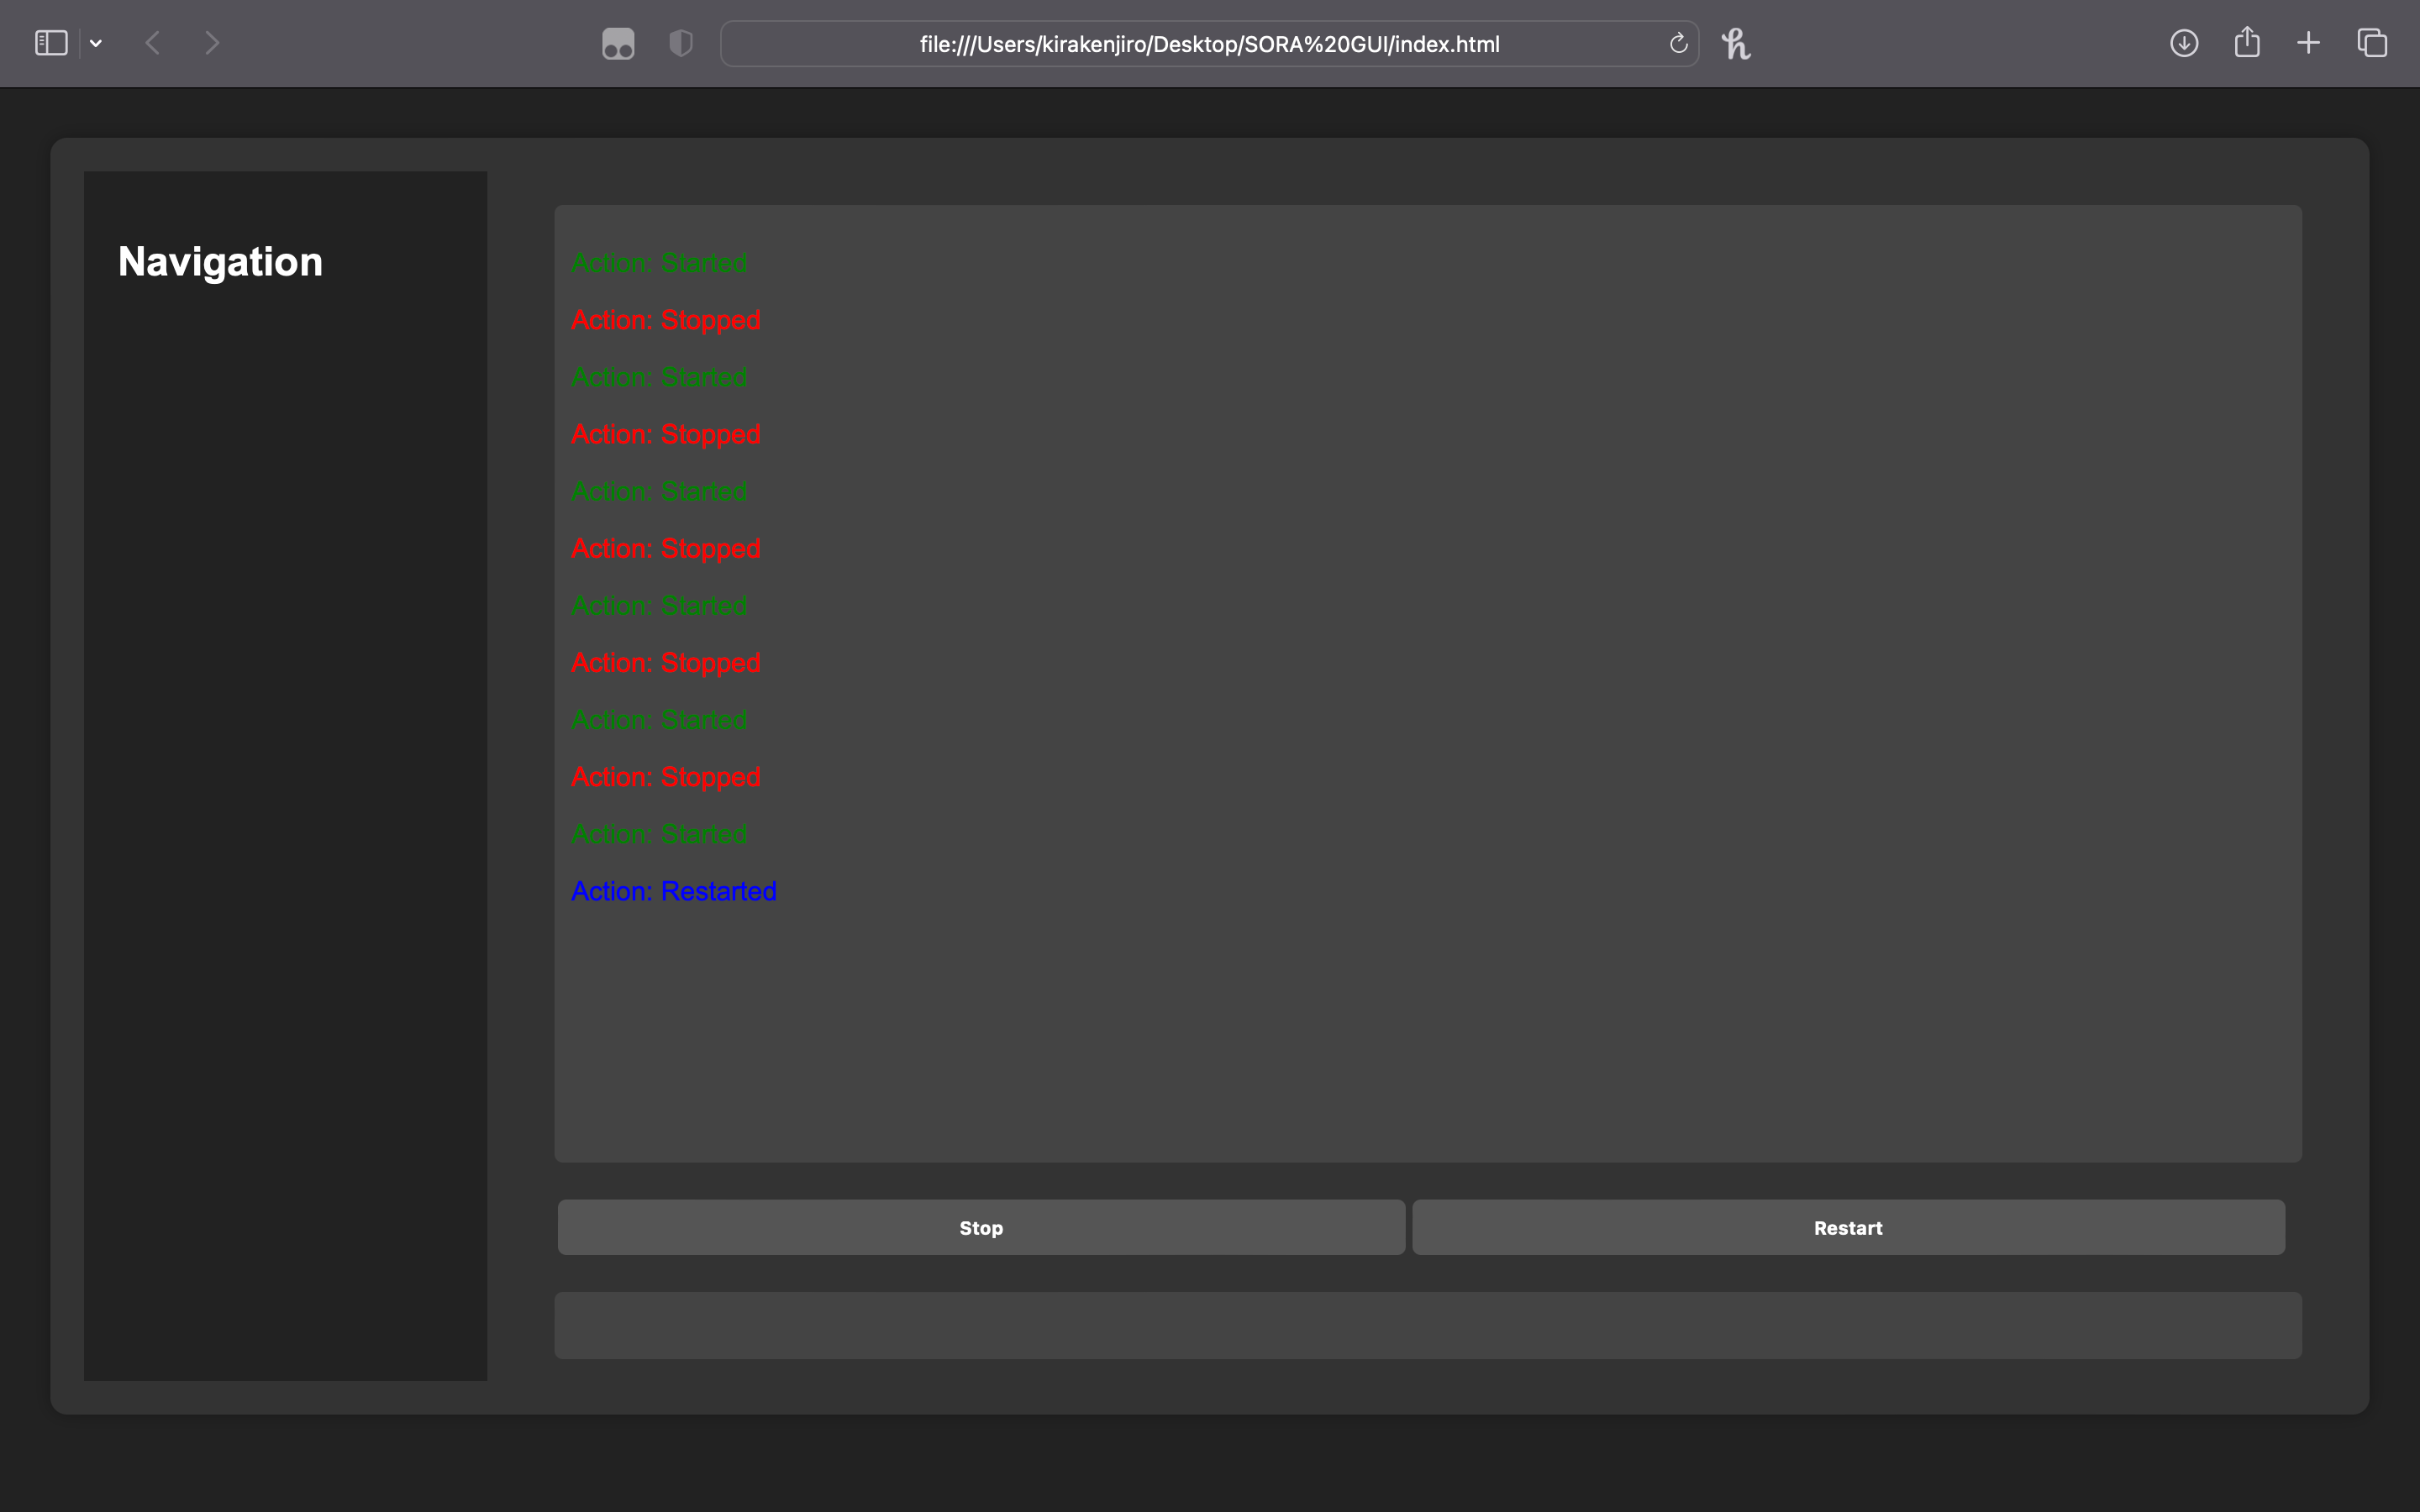 file:///Users/kirakenjiro/Desktop/SORA%20GUI/index.html
Navigation
Action: Started
Action: Stopped
Action: Started
Action: Stopped
Action: Started
Action: Stopped
Action: Started
Action: Stopped
Action: Started
Action: Stopped
Action: Started
Action: Restarted
Stop
Restart